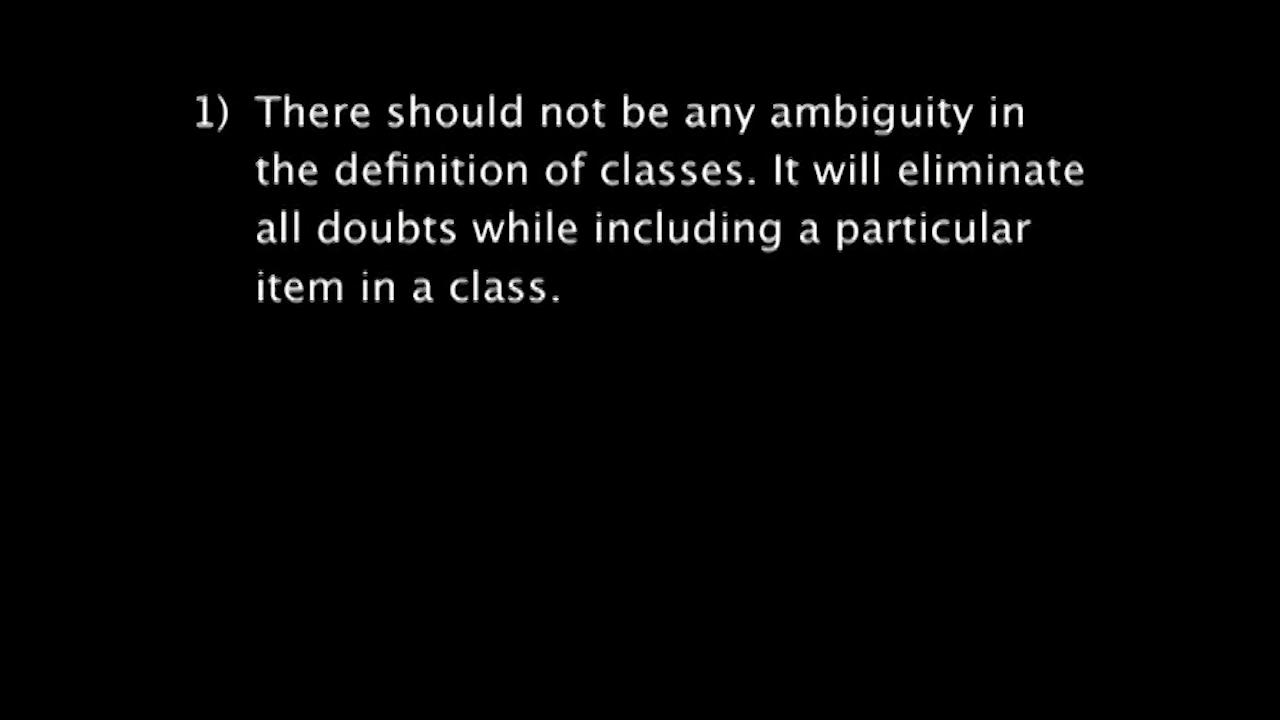 1) There should not be any ambiguity in
the definition of classes. It will eliminate
all doubts while including a particular
item in a class.